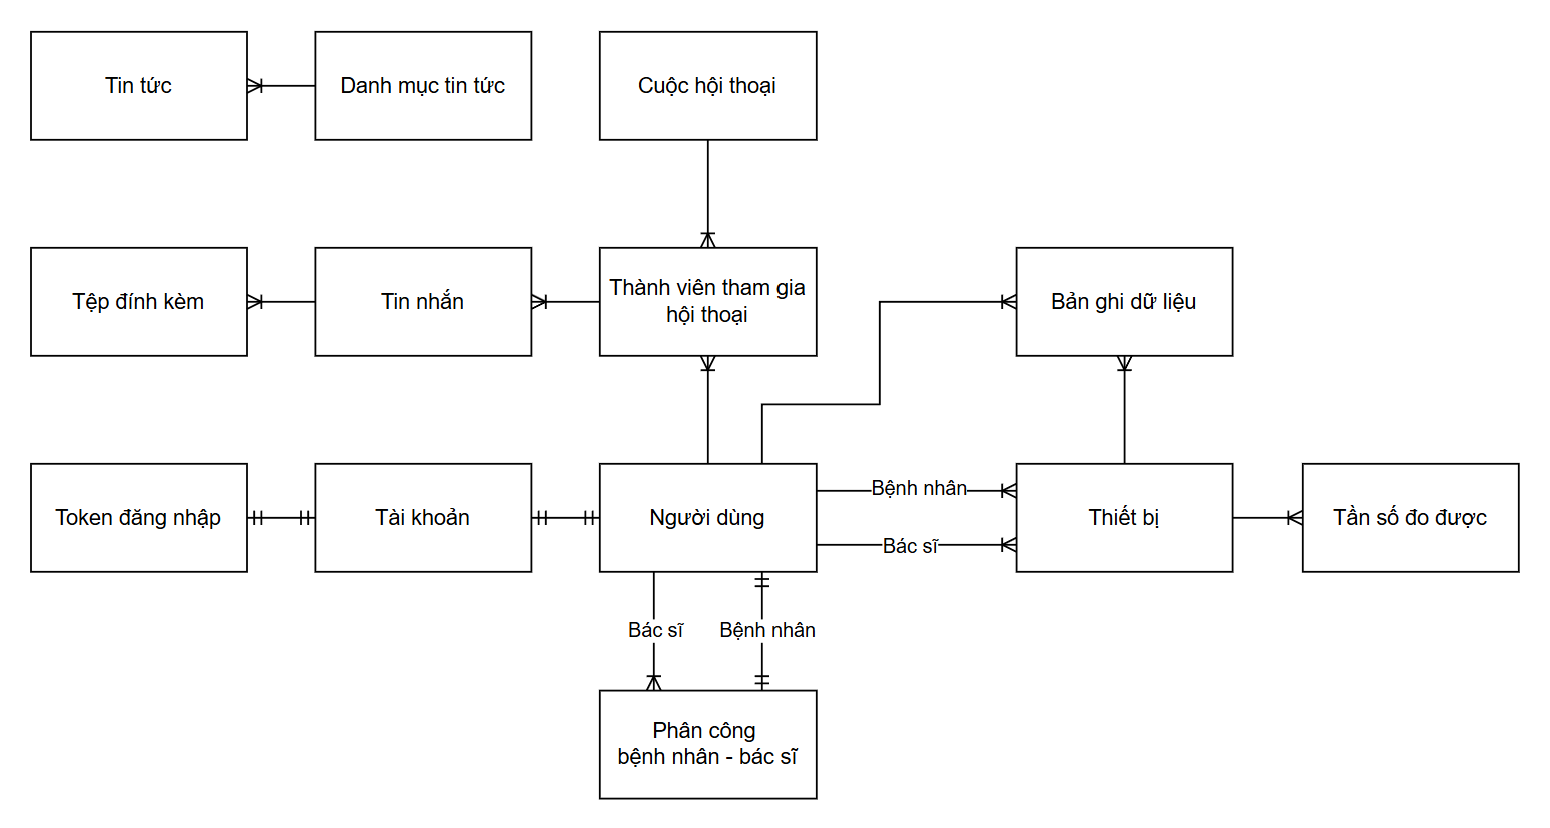 Tin tức
Danh mục tin tức
Cuộc hội thoại
Tệp đính kèm
Tin nhắn
Thành viên tham gia
hội thoại
Bản ghi dữ liệu
Token đăng nhập
Tài khoản
Người dùng
Bệnh nhân
Bác sĩ
Thiết bị
Tần số đo được
Bác sĩ
Bệnh nhân
Phân công
bệnh nhân - bác sĩ